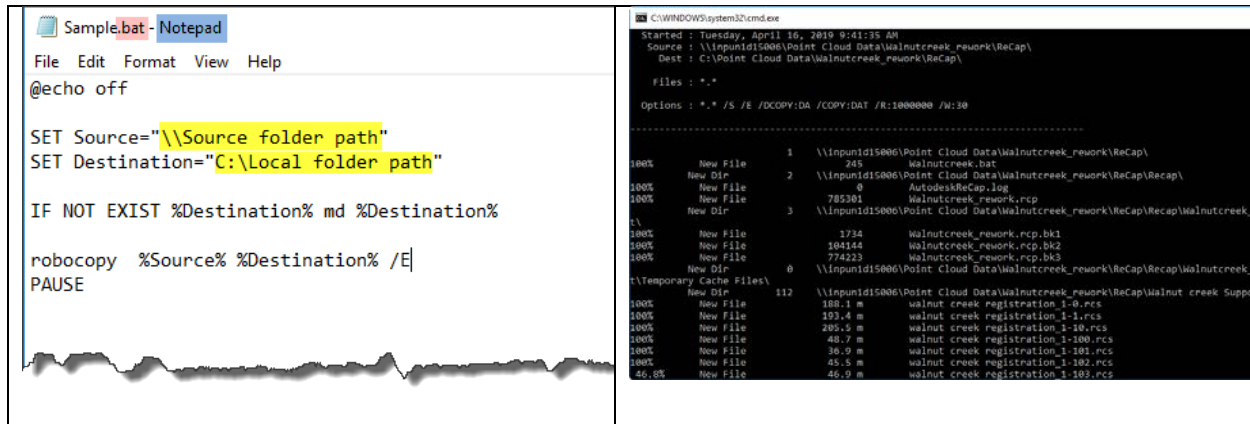 Sample.bat - Notepad
File Edit Format View Help
@echo off
SET Source="\\Source folder path"
SET Destination="C:\Local folder path"
IF NOT EXIST %Destination% md %Destination%
robocopy %Source% %Destination% /E
PAUSE
C:\WINDOWS\system32\cmd.exe
Started : Tuesday, April 16, 2019 9:41:35 AM
Source : \\inpun1d15006\Point Cloud Data\Walnutcreek_rework\ReCap\
Dest : C:\Point Cloud Data\Walnutcreek_rework\ReCap\
Files : *.*
Options : *.* /S /E /DCOPY:DA /COPY:DAT /R:1000000 /W:30
------------------------------------------------------------------------------
1 \\inpun1d15006\Point Cloud Data\Walnutcreek_rework\ReCap\
100% New File 245 Walnutcreek.bat
New Dir 2 \\inpun1d15006\Point Cloud Data\Walnutcreek_rework\ReCap\Recap\
100% New File 0 AutodeskReCap.log
100% New File 785301 Walnutcreek_rework.rcp
New Dir 3 \\inpun1d15006\Point Cloud Data\Walnutcreek_rework\ReCap\Recap\Walnutcreek_
t\
100% New File 1734 Walnutcreek_rework.rcp.bk1
100% New File 104144 Walnutcreek_rework.rcp.bk2
100% New File 774223 Walnutcreek_rework.rcp.bk3
New Dir 0 \\inpun1d15006\Point Cloud Data\Walnutcreek_rework\ReCap\Recap\Walnutcreek_
t\Temporary Cache Files\
New Dir 112 \\inpun1d15006\Point Cloud Data\Walnutcreek_rework\ReCap\Walnut creek Suppo
100% New File 188.1 m walnut creek registration_1-0.rcs
100% New File 193.4 m walnut creek registration_1-1.rcs
100% New File 205.5 m walnut creek registration_1-10.rcs
100% New File 48.7 m walnut creek registration_1-100.rcs
100% New File 36.9 m walnut creek registration_1-101.rcs
100% New File 45.5 m walnut creek registration_1-102.rcs
46.8% New File 46.9 m walnut creek registration_1-103.rcs